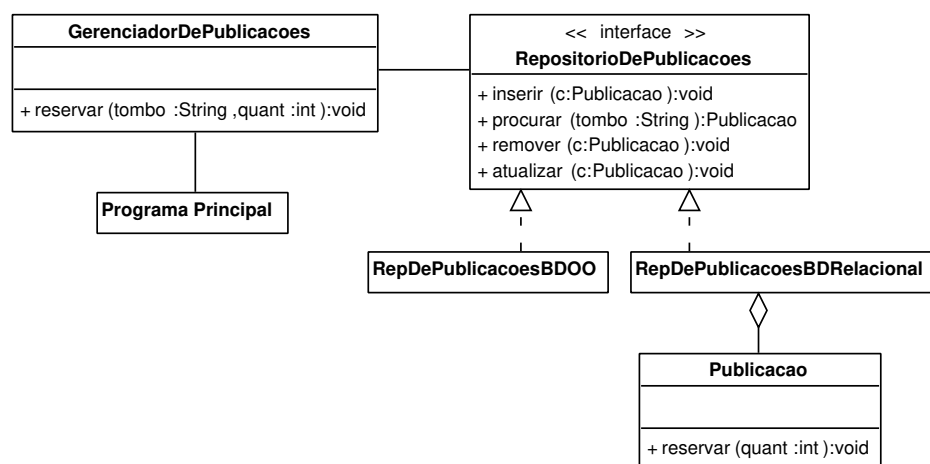 GerenciadorDePublicacoes
+ reservar (tombo :String ,quant :int ):void
Programa Principal
<< interface >>
RepositorioDePublicacoes
+ inserir (c:Publicacao ):void
+ procurar (tombo :String ):Publicacao
+ remover (c:Publicacao ):void
+ atualizar (c:Publicacao ):void
RepDePublicacoesBDOO
RepDePublicacoesBDRelacional
Publicacao
+ reservar (quant :int ):void